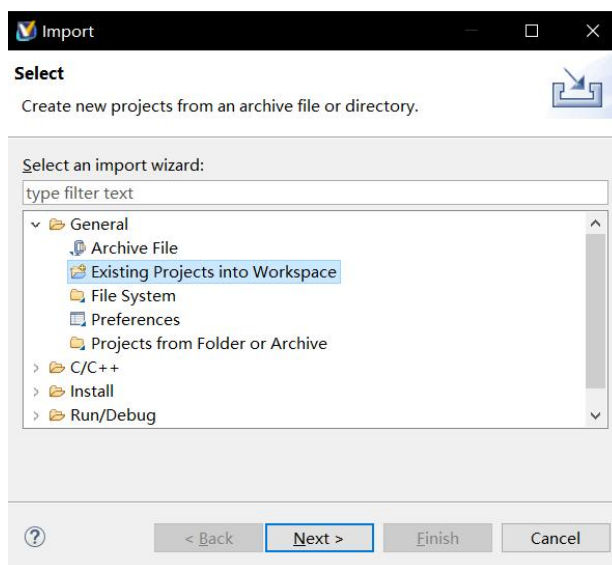 Import
Select
Create new projects from an archive file or directory.
Select an import wizard:
type filter text
General
Archive File
Existing Projects into Workspace
File System
Preferences
Projects from Folder or Archive
C/C++
Install
Run/Debug
?
< Back Next > Finish Cancel